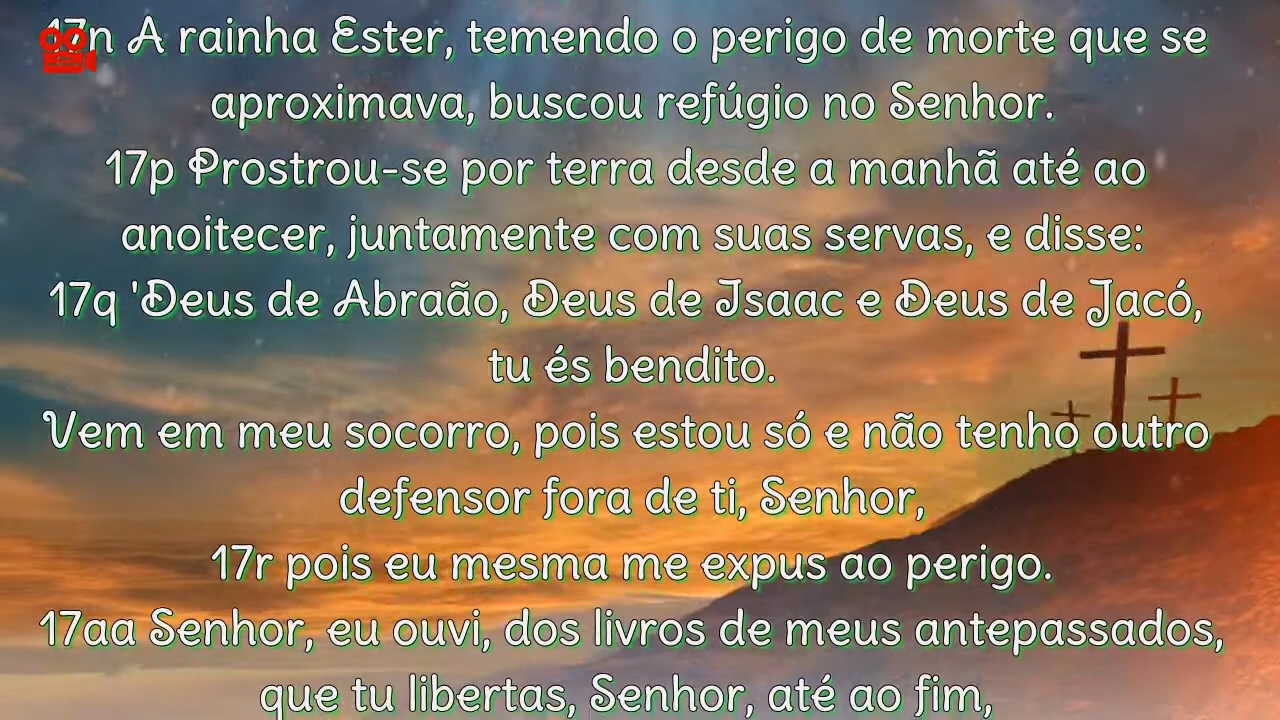 17n A rainha Ester, temendo o perigo de morte que se
aproximava, buscou refúgio no Senhor.
17p Prostrou-se por terra desde a manhã até ao
anoitecer, juntamente com suas servas, e disse:
17q 'Deus de Abraão, Deus de Isaac e Deus de Jacó,
tu és bendito.
Vem em meu socorro, pois estou só e não tenho outro
defensor fora de ti, Senhor,
17r pois eu mesma me expus ao perigo.
17aa Senhor, eu ouvi, dos livros de meus antepassados,
que tu libertas, Senhor, até ao fim,